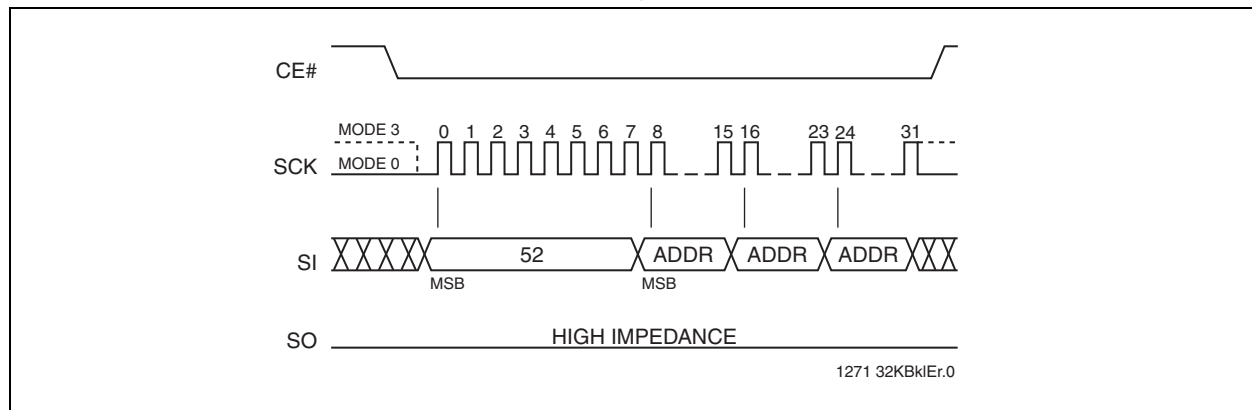 CE#
MODE 3
0 1 2 3 4 5 6 7 8 15 16 23 24 31
SCK
MODE 0
SI
52 ADDR ADDR ADDR
MSB MSB
SO
HIGH IMPEDANCE
1271 32KBklEr.0